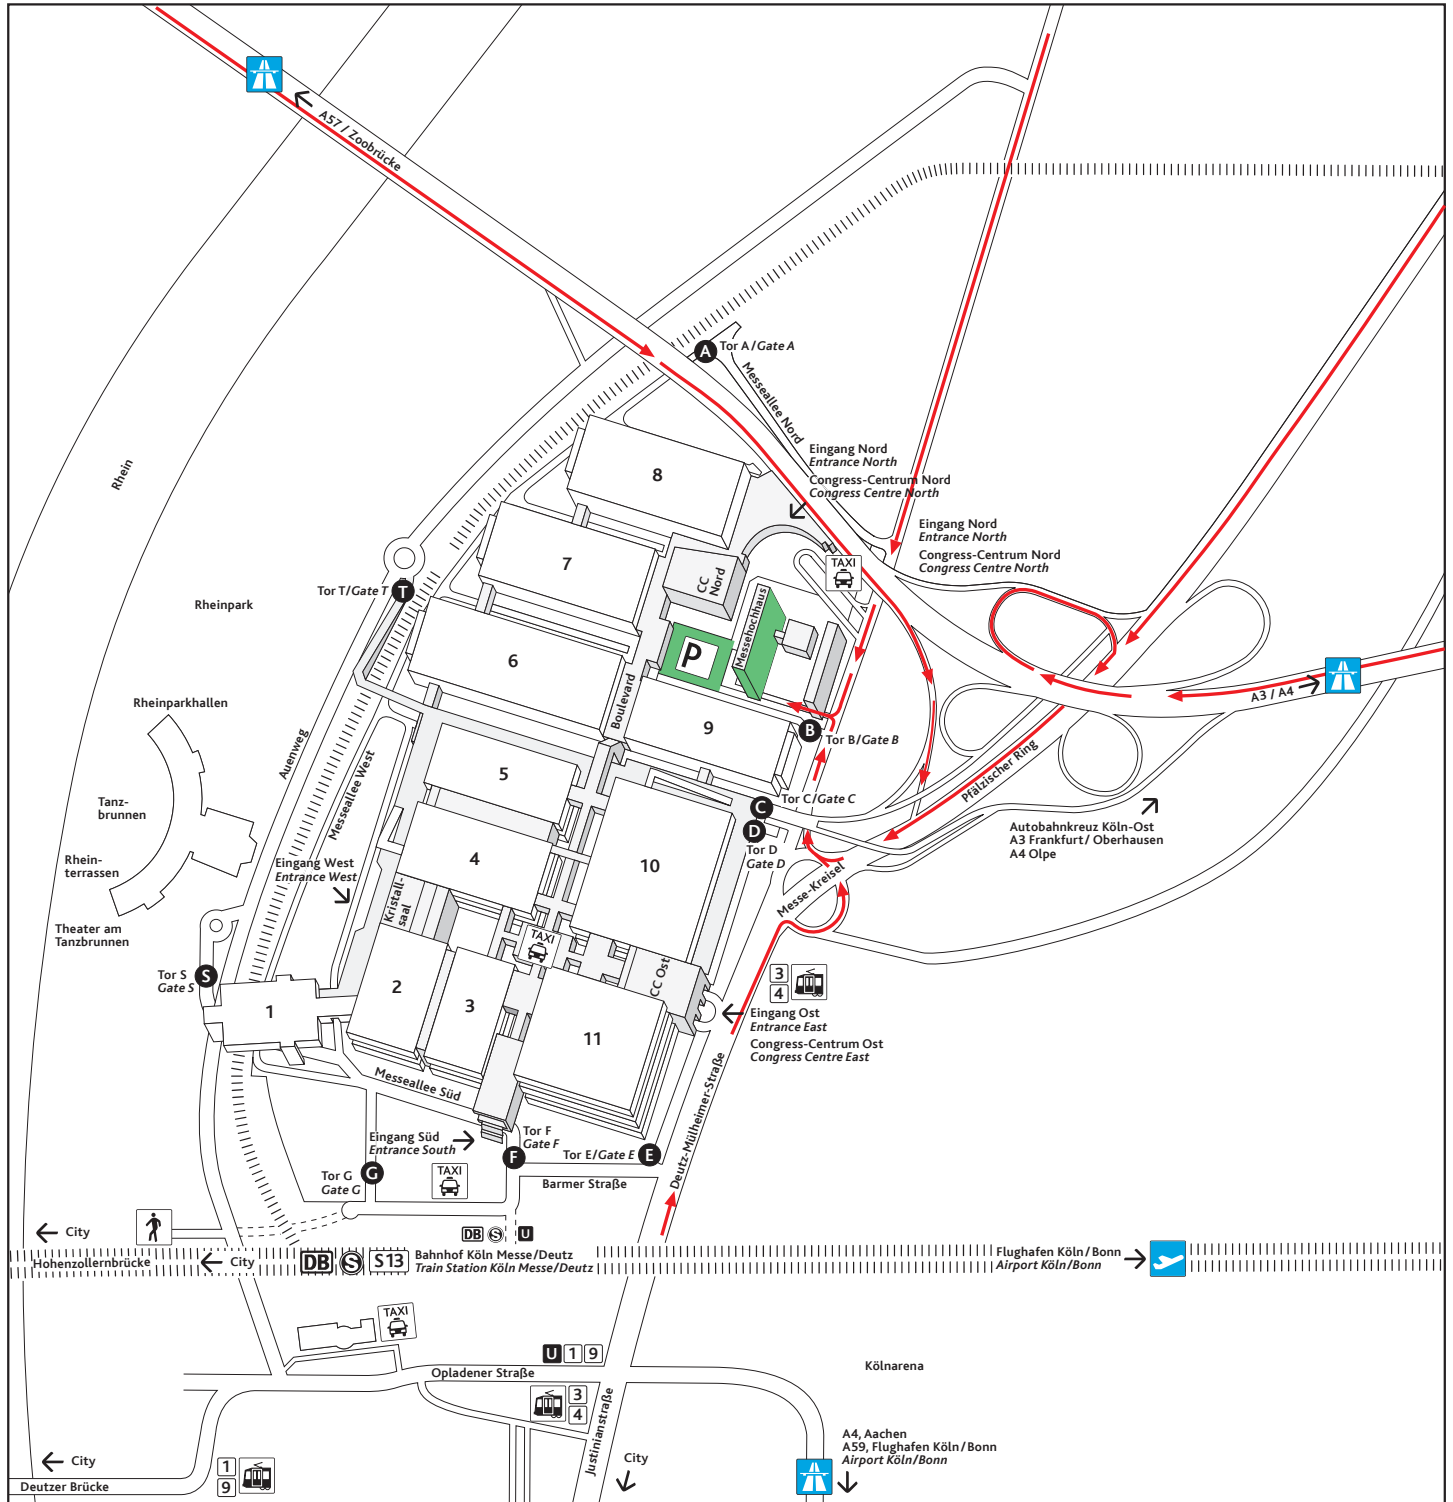 A57 / Zoobrücke
A
Tor A / Gate A
Messeallee Nord
Eingang Nord
Entrance North
Congress-Centrum Nord
Congress Centre North
Eingang Nord
Entrance North
Congress-Centrum Nord
Congress Centre North
TAXI
Rhein
8
7
CC
Nord
Tor T/Gate T
T
Rheinpark
6
P
Messehochhaus
Boulevard
9
B
Tor B/Gate B
A3 / A4
Rheinparkhallen
Auenweg
Messeallee West
5
Pfälzischer Ring
Tanz-
brunnen
C
Tor C/Gate C
D
Tor D
Gate D
Autobahnkreuz Köln-Ost
A3 Frankfurt/ Oberhausen
A4 Olpe
Rhein-
terrassen
Eingang West
Entrance West
4
10
Messe-Kreisel
Kristall-
saal
Theater am
Tanzbrunnen
TAXI
Tor S
Gate S
S
1
2
3
11
CC Ost
3
4
Eingang Ost
Entrance East
Congress-Centrum Ost
Congress Centre East
Messeallee Süd
Deutz-Mülheimer-Straße
Eingang Süd
Entrance South
Tor F
Gate F
F
Tor E/Gate E
E
Tor G
Gate G
G
TAXI
Barmer Straße
City
DB
S
U
Hohenzollernbrücke
City
DB
S
S13
Bahnhof Köln Messe/Deutz
Train Station Köln Messe/Deutz
Flughafen Köln/Bonn
Airport Köln/Bonn
TAXI
U
1
9
Opladener Straße
Kölnarena
3
4
Justinianstraße
City
A4, Aachen
A59, Flughafen Köln/Bonn
Airport Köln/Bonn
City
1
9
Deutzer Brücke